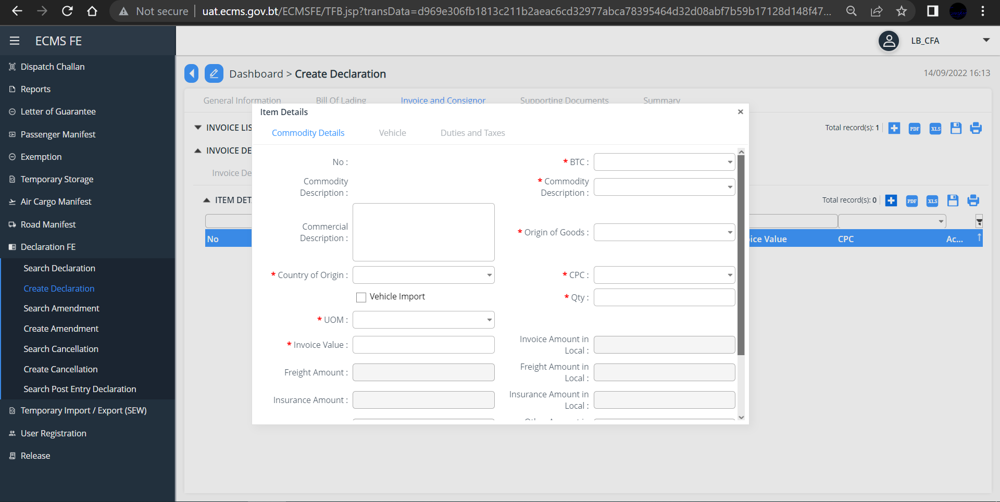 Not secure
uat.ecms.gov.bt/ECMSFE/TFB.jsp?transData=d969e306fb1813c211b2aeac6cd32977abca78395464d32d08abf7b59b17128d148f47...
ECMS FE
LB_CFA
Dispatch Challan
Reports
Letter of Guarantee
Passenger Manifest
Exemption
Temporary Storage
Air Cargo Manifest
Road Manifest
Declaration FE
Search Declaration
Create Declaration
Search Amendment
Create Amendment
Search Cancellation
Create Cancellation
Search Post Entry Declaration
Temporary Import / Export (SEW)
User Registration
Release
Dashboard > Create Declaration
14/09/2022 16:13
General Information Bill Of Lading Invoice and Consignor Supporting Documents Summary
INVOICE LIS
Total record(s): 1
PDF XLS
INVOICE DE
Invoice De
ITEM DET
Total record(s): 0
PDF XLS
No
ice Value CPC Ac...
Item Details
×
Commodity Details Vehicle Duties and Taxes
No :
* BTC :
Commodity
Description :
* Commodity
Description :
Commercial
Description :
* Origin of Goods :
* Country of Origin :
* CPC :
Vehicle Import
* Qty :
* UOM :
* Invoice Value :
Invoice Amount in
Local :
Freight Amount :
Freight Amount in
Local :
Insurance Amount :
Insurance Amount in
Local :